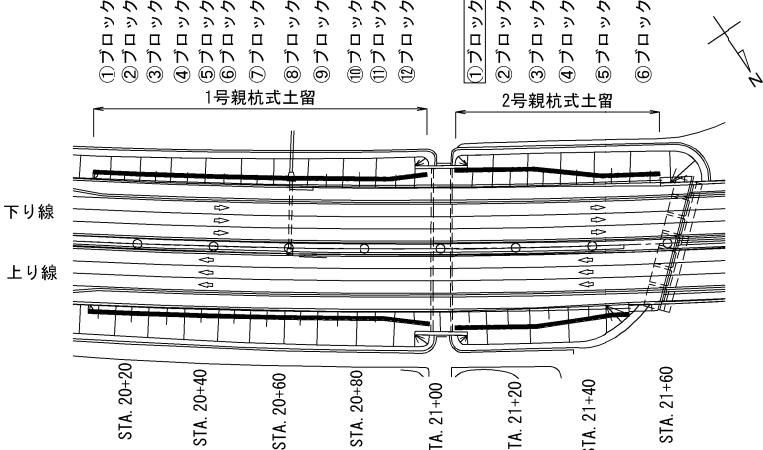 ①ブロック
②ブロック
③ブロック
④ブロック
⑤ブロック
⑥ブロック
⑦ブロック
⑧ブロック
⑨ブロック
⑩ブロック
⑪ブロック
⑫ブロック
①ブロック
②ブロック
③ブロック
④ブロック
⑤ブロック
⑥ブロック
N
1号親杭式土留
2号親杭式土留
下り線
上り線
STA. 20+20
STA. 20+40
STA. 20+60
STA. 20+80
TA. 21+00
TA. 21+20
STA. 21+40
STA. 21+60